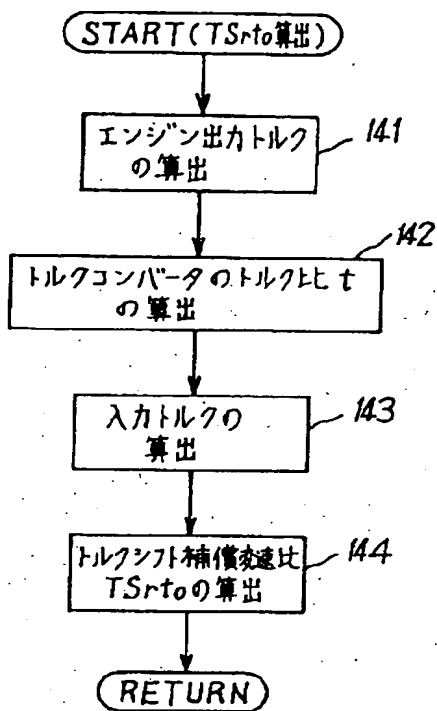 START(TSrto算出)
エンジン出力トルク
の算出
141
トルクコンバータのトルク比 t
の算出
142
入力トルクの
算出
143
トルクシフト補償変速比
TSrtoの算出
144
RETURN